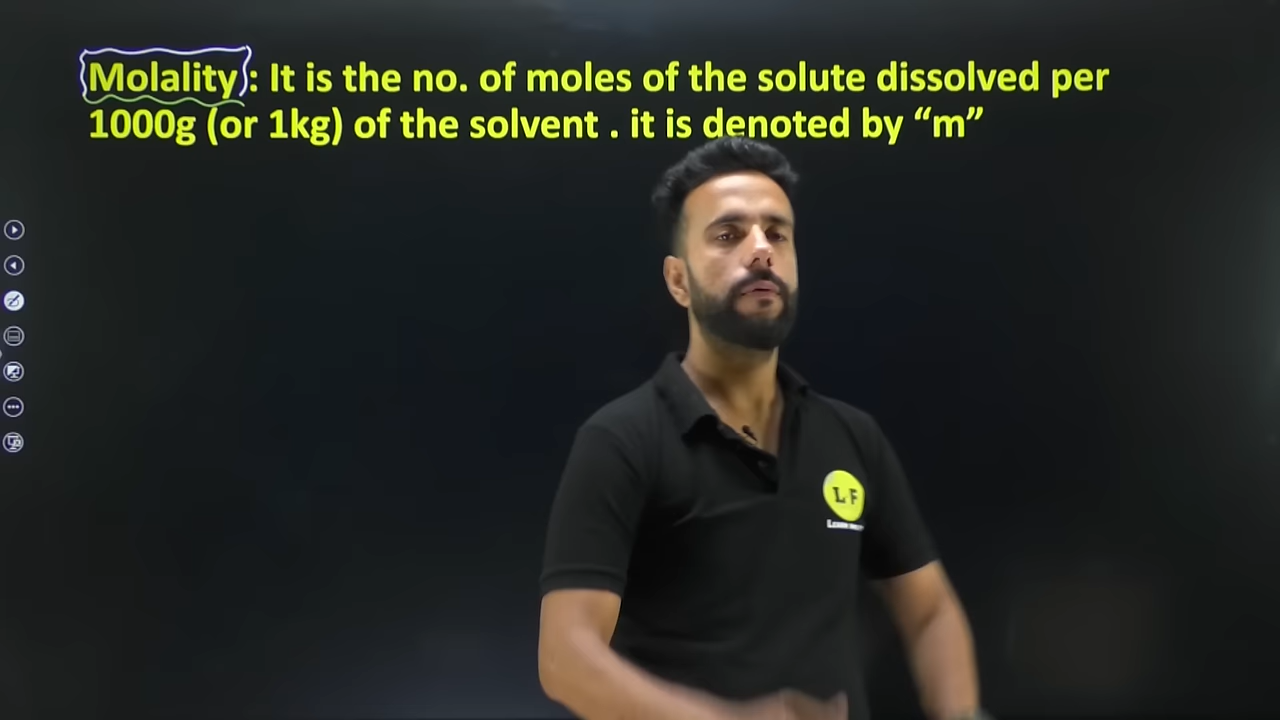 Molality : It is the no. of moles of the solute dissolved per
1000g (or 1kg) of the solvent . it is denoted by “m”
LF